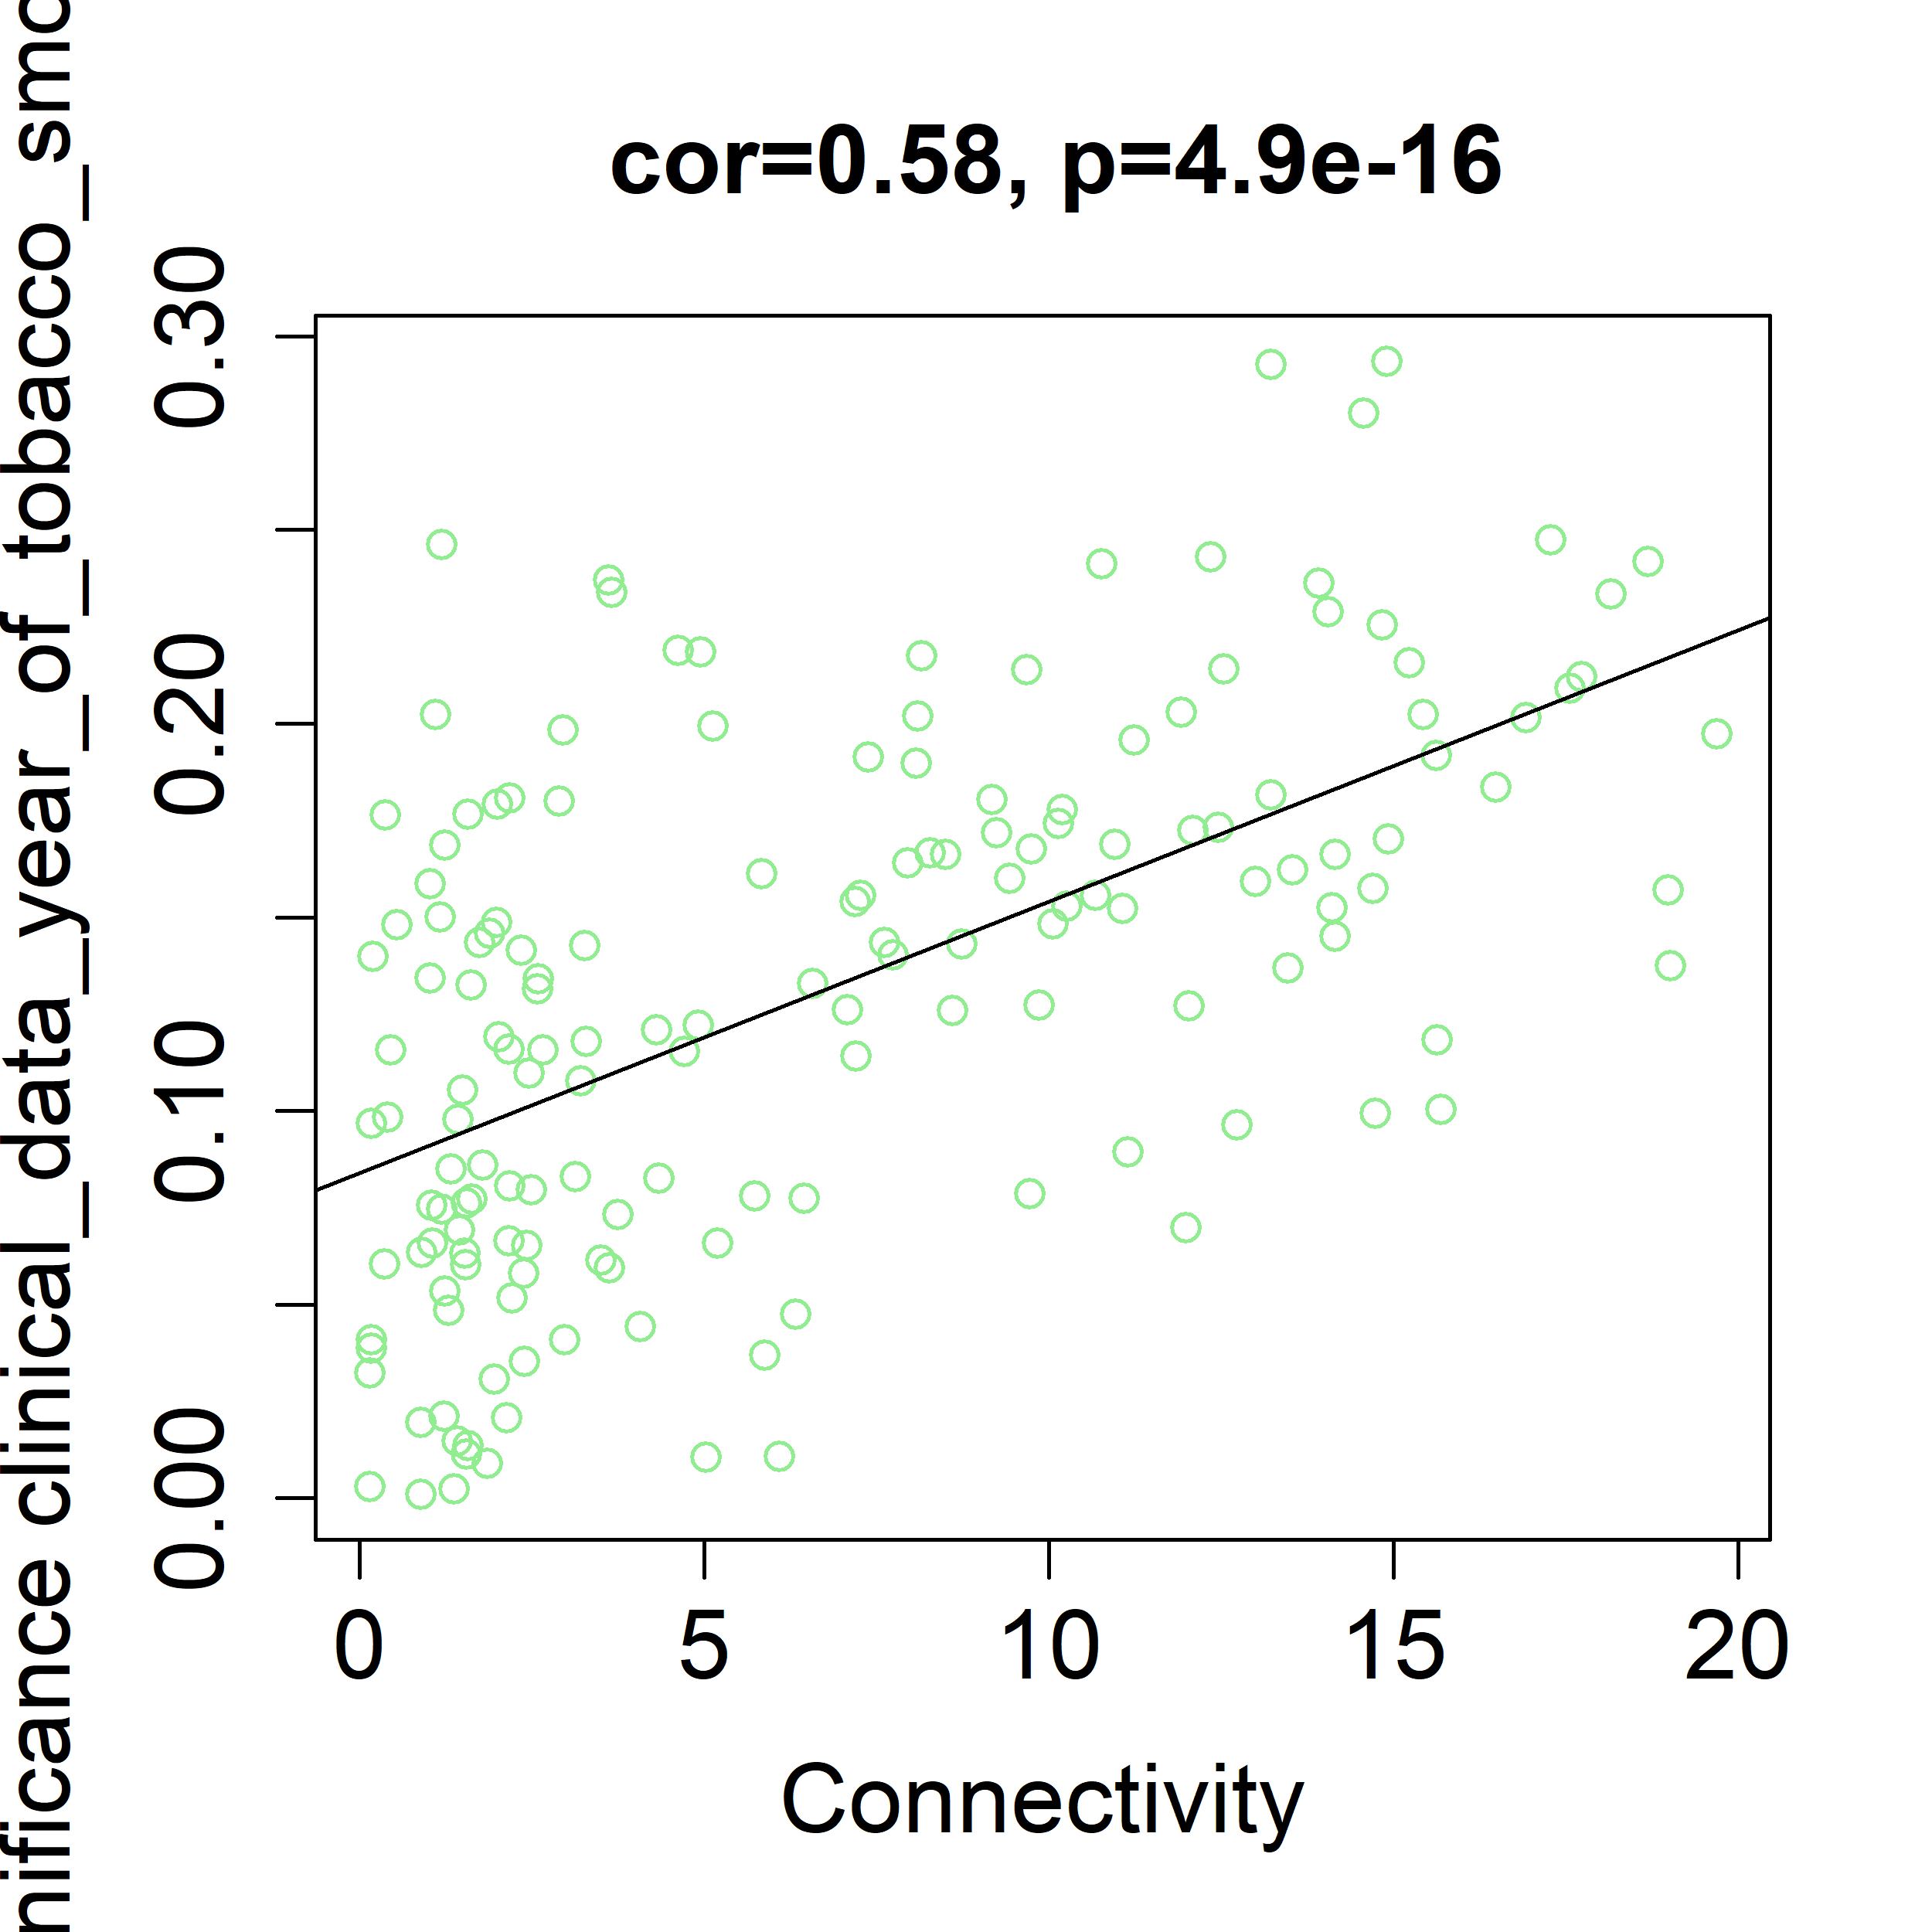 cor=0.58, p=4.9e-16
nificance clinical_data_year_of_tobacco_smo
0.30
0.20
0.10
0.00
0 5 10 15 20
Connectivity